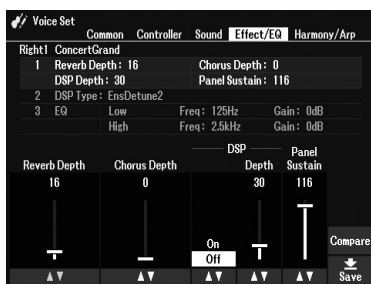 Voice Set
Common Controller Sound Effect/EQ Harmony/Arp
Right1 ConcertGrand
1 Reverb Depth: 16 Chorus Depth: 0
DSP Depth: 30 Panel Sustain: 116
2 DSP Type: EnsDetune2
3 EQ Low Freq: 125Hz Gain: 0dB
High Freq: 2.5kHz Gain: 0dB
DSP Panel
Reverb Depth Chorus Depth Depth Sustain
16 0 30 116
On
Off
Compare
Save